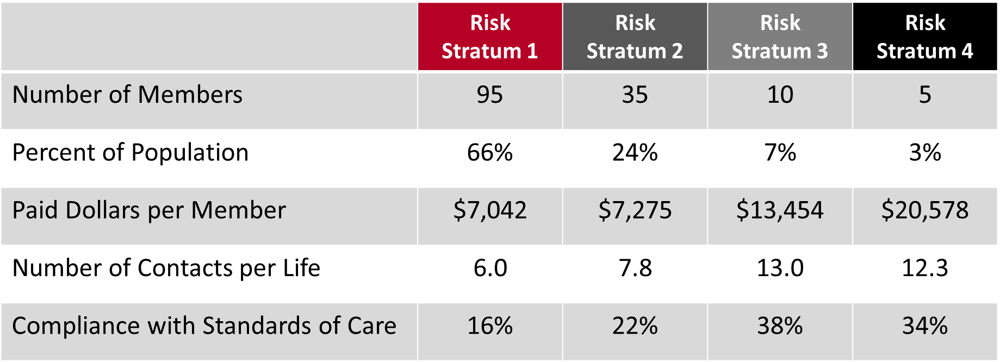 Risk Stratum 1 Risk Stratum 2 Risk Stratum 3 Risk Stratum 4
Number of Members 95 35 10 5
Percent of Population 66% 24% 7% 3%
Paid Dollars per Member $7,042 $7,275 $13,454 $20,578
Number of Contacts per Life 6.0 7.8 13.0 12.3
Compliance with Standards of Care 16% 22% 38% 34%